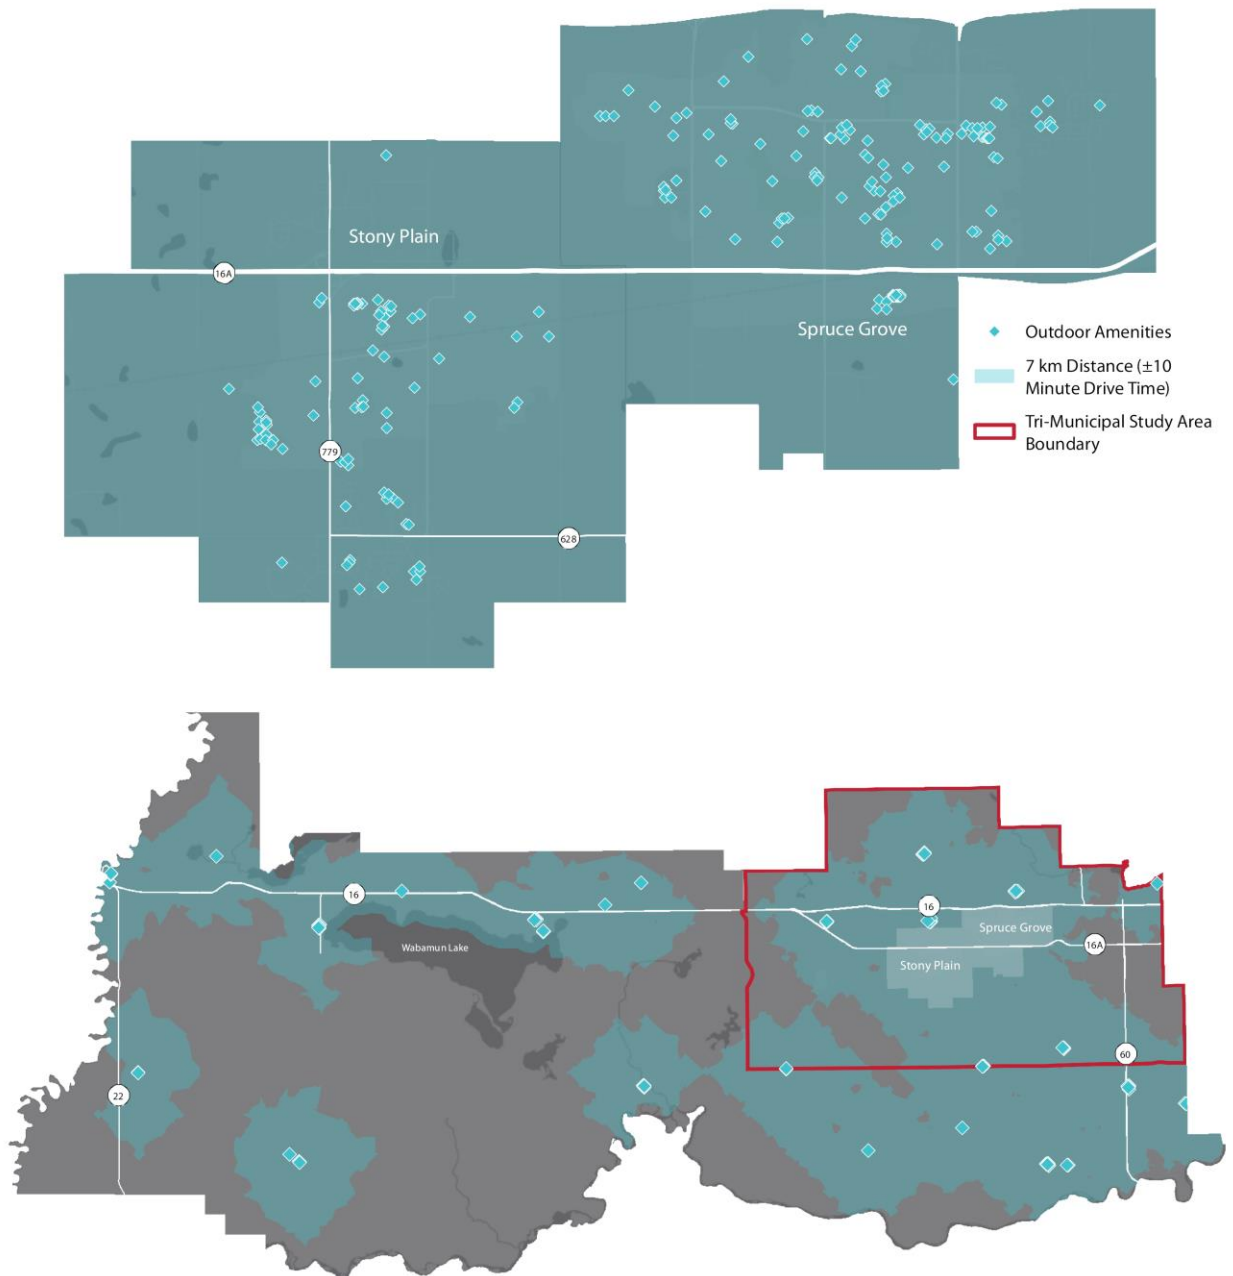 Stony Plain
16A
Spruce Grove
Outdoor Amenities
7 km Distance (±10
Minute Drive Time)
Tri-Municipal Study Area
Boundary
779
628
16
16
Spruce Grove
Wabamun Lake
16A
Stony Plain
60
22